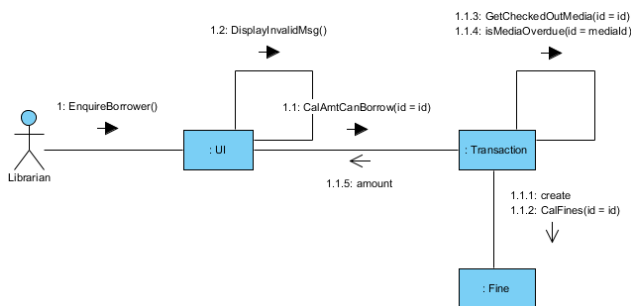 1.2: DisplayInvalidMsg()
1.1.3: GetCheckedOutMedia(id = id)
1.1.4: isMediaOverdue(id = mediaId)
1: EnquireBorrower()
1.1: CalAmtCanBorrow(id = id)
: UI
: Transaction
Librarian
1.1.5: amount
1.1.1: create
1.1.2: CalFines(id = id)
: Fine